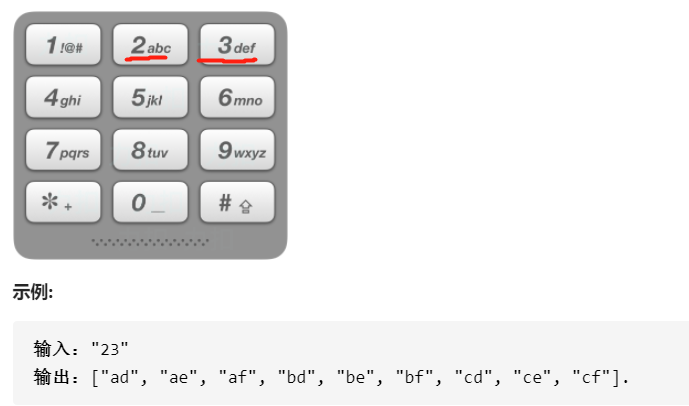 1 !@# 2 abc 3 def
4 ghi 5 jkl 6 mno
7 pqrs 8 tuv 9 wxyz
* + 0 _ #
示例:
输入："23"
输出：["ad", "ae", "af", "bd", "be", "bf", "cd", "ce", "cf"].